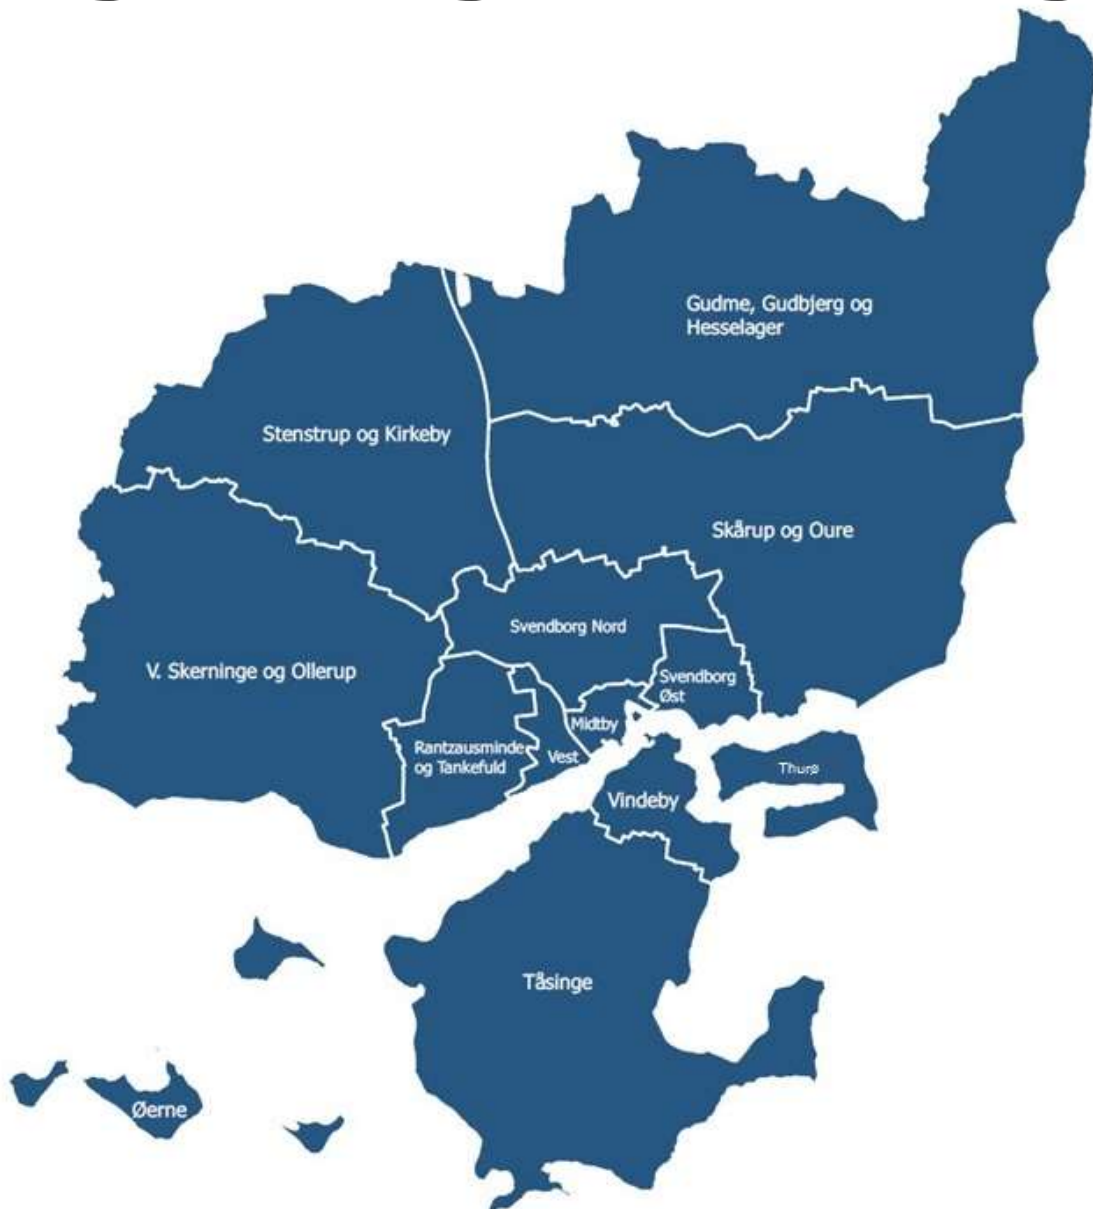 Gudme, Gudbjerg og
Hesselager
Stenstrup og Kirkeby
Skårup og Oure
Svendborg Nord
V. Skerninge og Ollerup
Svendborg
Øst
Midtby
Rantzausminde
og Tankefuld
Vest
Thurø
Vindeby
Tåsinge
Øerne